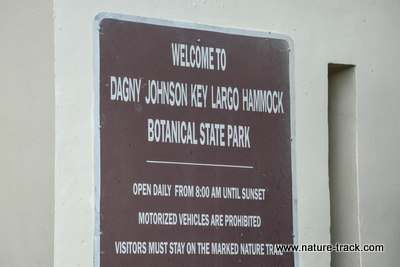 WELCOME TO
DAGNY JOHNSON KEY LARGO HAMMOCK
BOTANICAL STATE PARK
OPEN DAILY FROM 8:00 AM UNTIL SUNSET
MOTORIZED VEHICLES ARE PROHIBITED
VISITORS MUST STAY ON THE MARKED NATURE TRAIL
www.nature-track.com